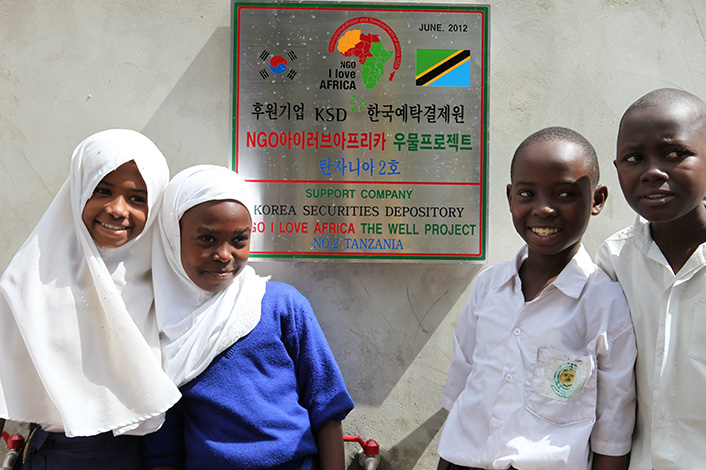 JUNE, 2012
NGO
I love
AFRICA
후원기업 KSD 한국예탁결제원
NGO아이러브아프리카 우물프로젝트
탄자니아 2호
SUPPORT COMPANY
KOREA SECURITIES DEPOSITORY
GO I LOVE AFRICA THE WELL PROJECT
NO.2 TANZANIA